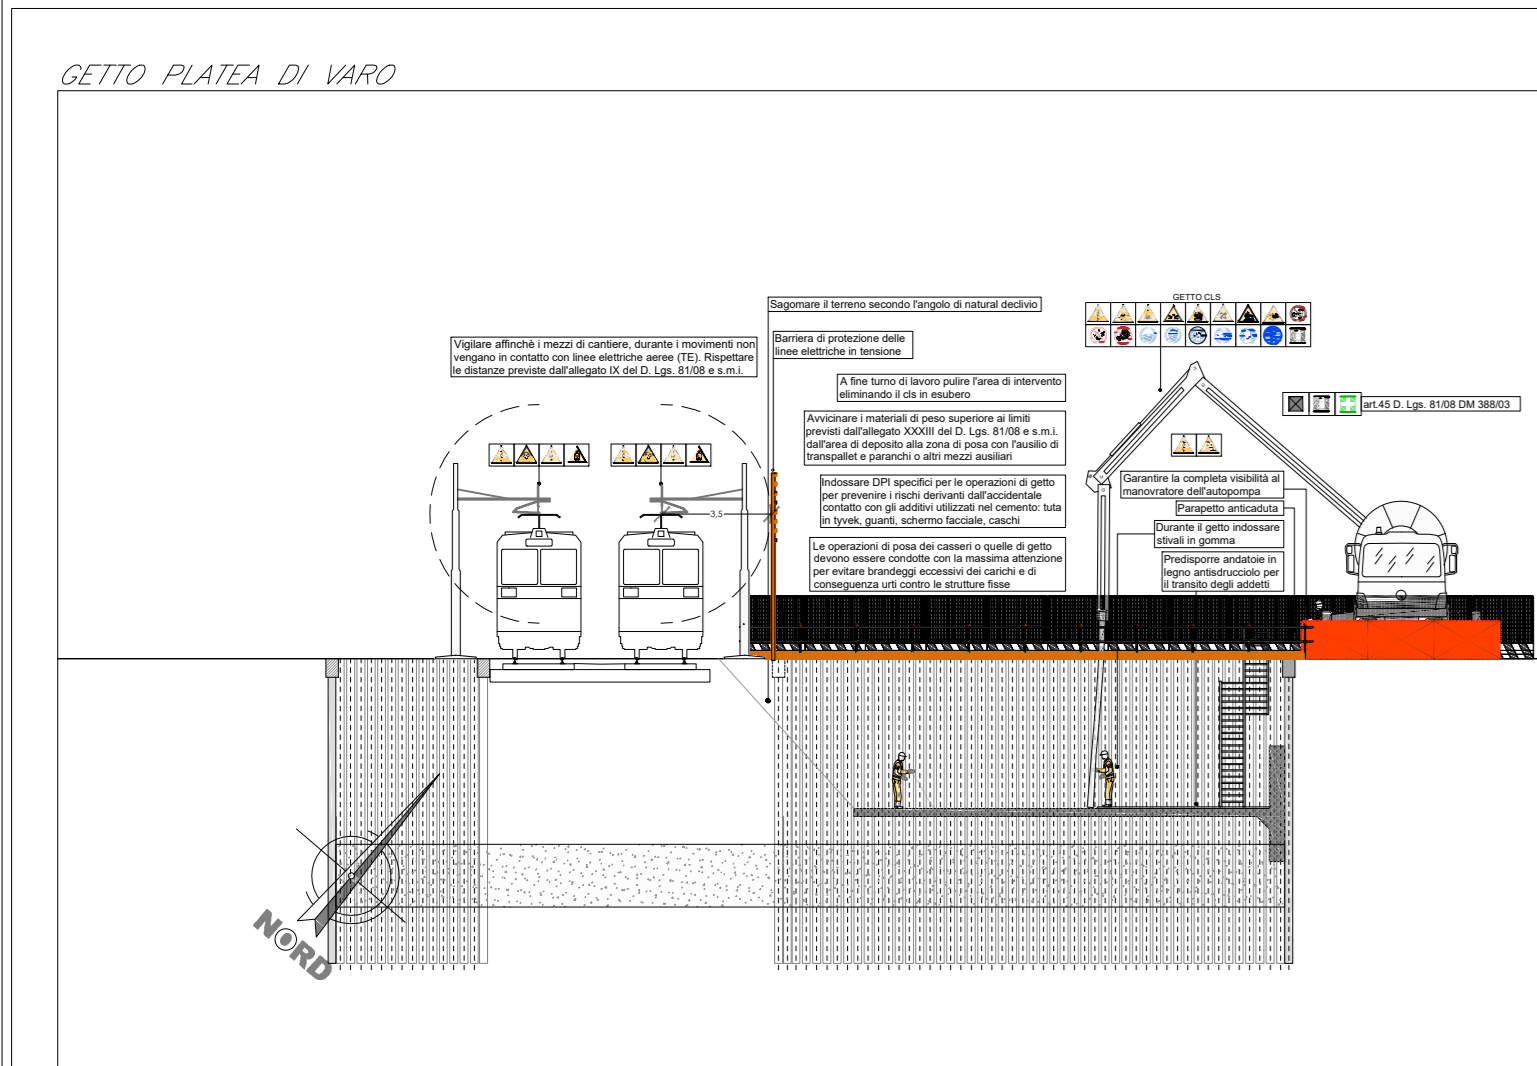 GETTO PLATEA DI VARO
GETTO CLS
Sagomare il terreno secondo l'angolo di natural declivio
Vigilare affinchè i mezzi di cantiere, durante i movimenti non
vengano in contatto con linee elettriche aeree (TE). Rispettare
le distanze previste dall'allegato IX del D. Lgs. 81/08 e s.m.i.
Barriera di protezione delle
linee elettriche in tensione
A fine turno di lavoro pulire l'area di intervento
eliminando il cls in esubero
art.45 D. Lgs. 81/08 DM 388/03
Avvicinare i materiali di peso superiore ai limiti
previsti dall'allegato XXXIII del D. Lgs. 81/08 e s.m.i.
dall'area di deposito alla zona di posa con l'ausilio di
transpallet e paranchi o altri mezzi ausiliari
Indossare DPI specifici per le operazioni di getto
per prevenire i rischi derivanti dall'accidentale
contatto con gli additivi utilizzati nel cemento: tuta
in tyvek, guanti, schermo facciale, caschi
Garantire la completa visibilità al
manovratore dell'autopompa
Parapetto anticaduta
3,5
Durante il getto indossare
stivali in gomma
Le operazioni di posa dei casseri o quelle di getto
devono essere condotte con la massima attenzione
per evitare brandeggi eccessivi dei carichi e di
conseguenza urti contro le strutture fisse
Predisporre andatoie in
legno antisdrucciolo per
il transito degli addetti
NORD